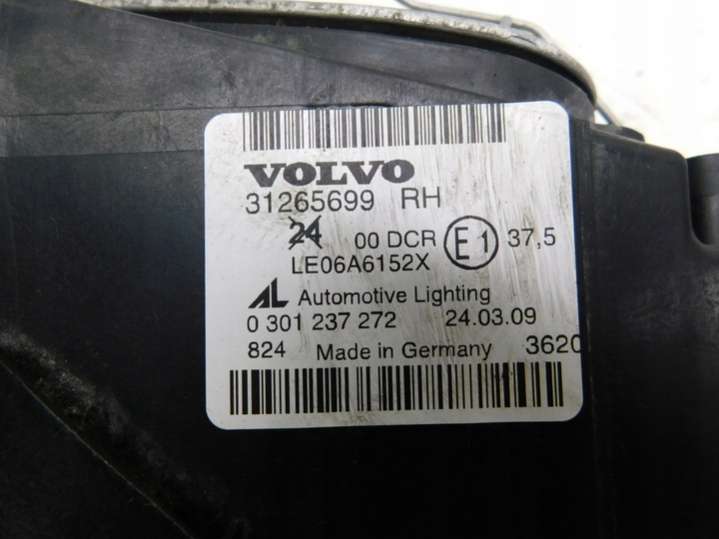 VOLVO
31265699 RH
24 00 DCR E1 37,5
LE06A6152X
AL Automotive Lighting
0 301 237 272 24.03.09
824 Made in Germany 3620